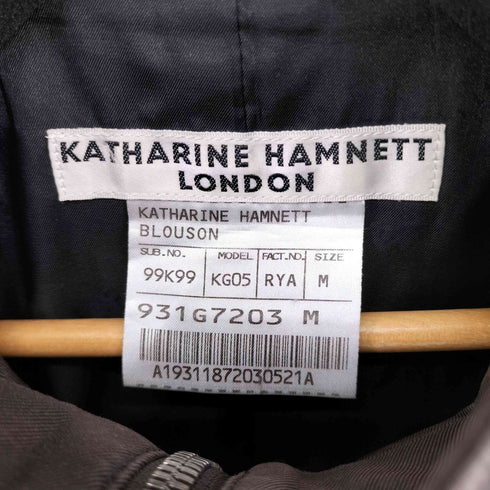 KATHARINE HAMNETT
LONDON
KATHARINE HAMNETT
BLOUSON
SUB.NO. MODEL FACT.NO. SIZE
99K99 KG05 RYA M
931G7203 M
A19311872030521A